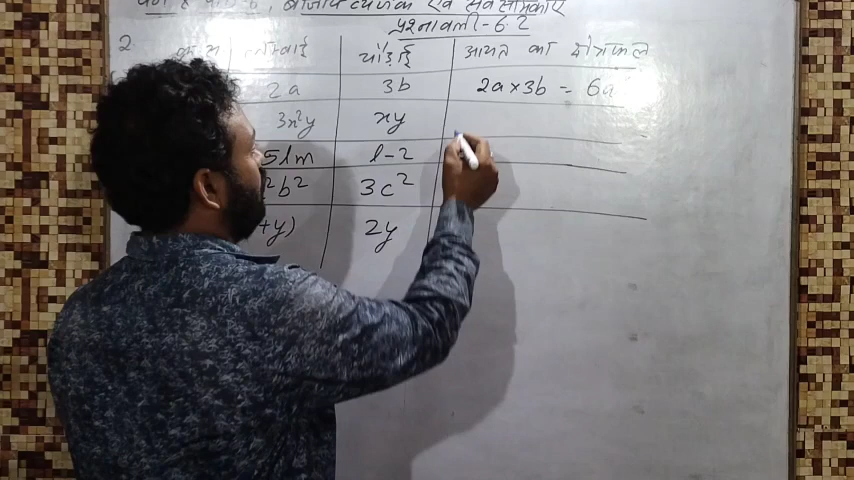 बीजीय व्यंजक एवं सर्वसमिकाएँ
प्रश्नावली-6.2
2 लम्बाई चौड़ाई आयत का क्षेत्रफल
2a 3b 2a×3b = 6a
3x²y xy
5lm l-2
²b² 3c²
+y) 2y